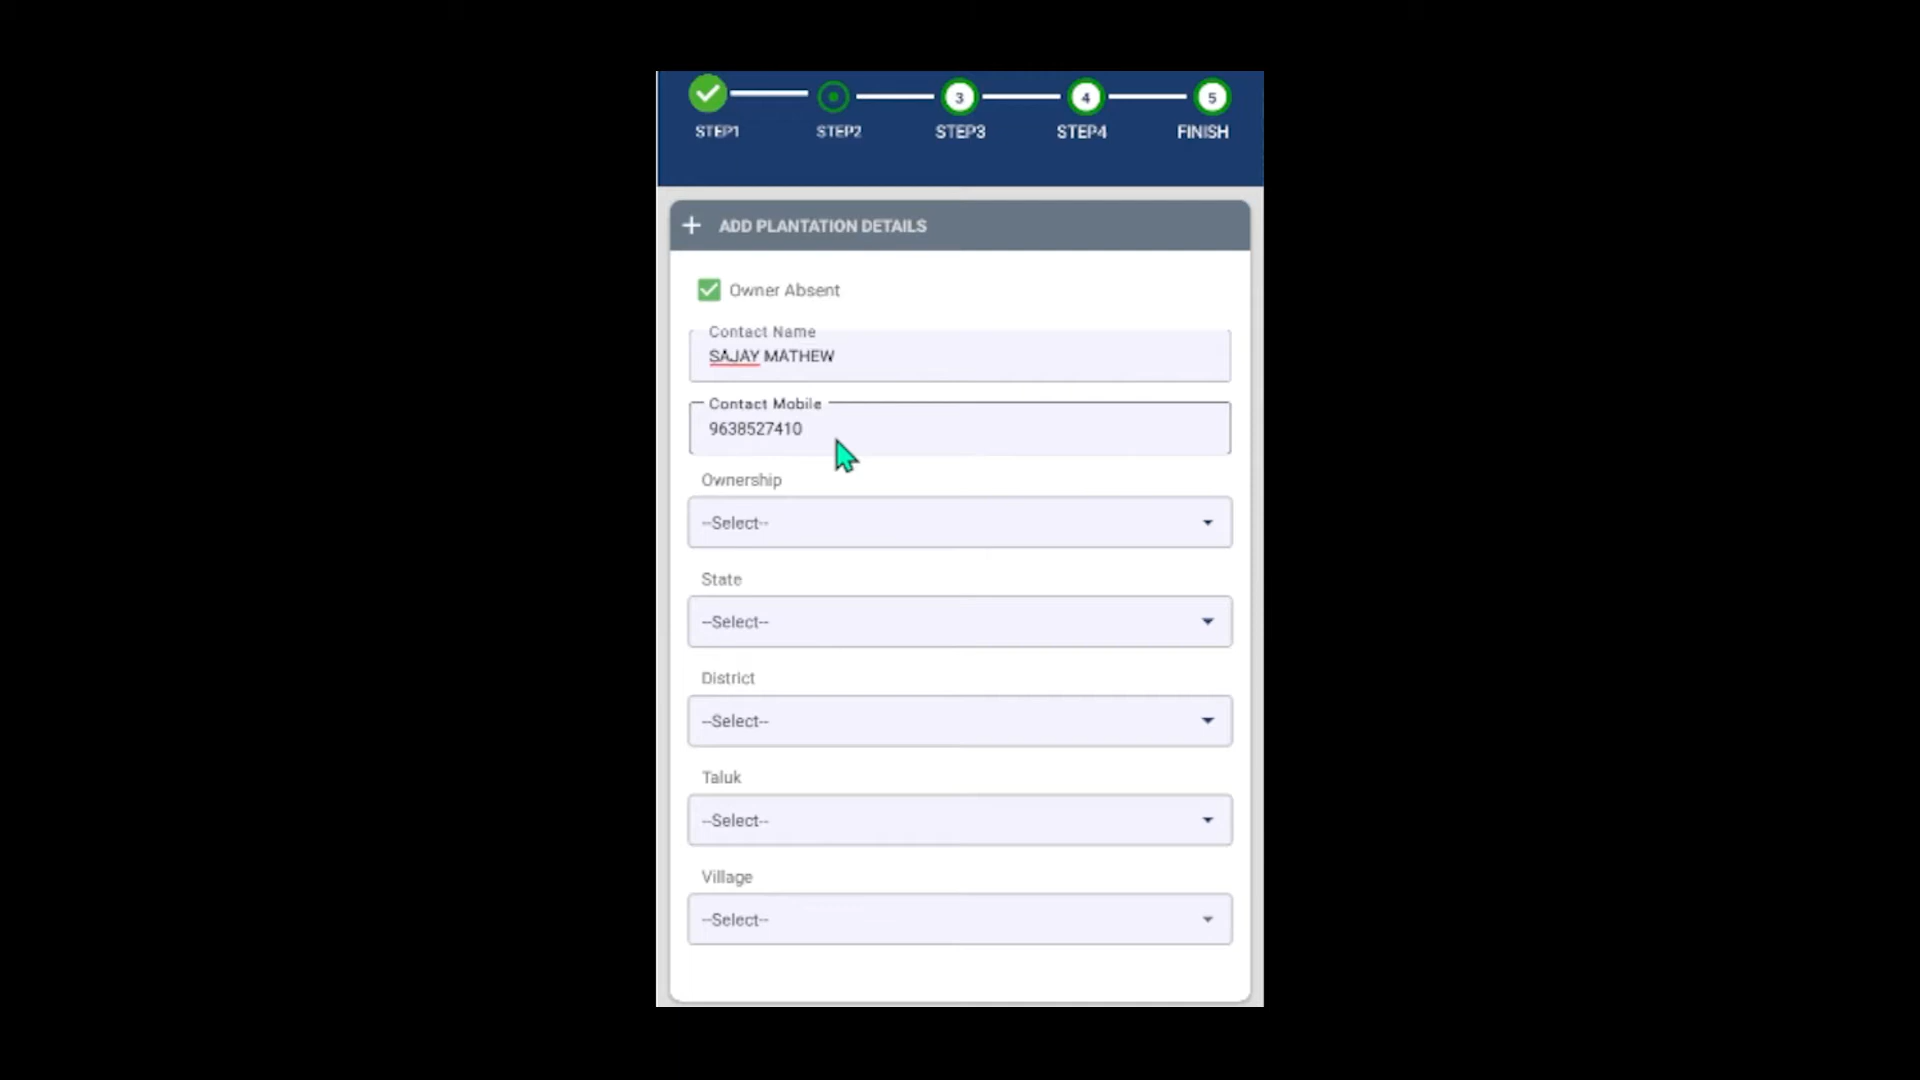 3 4 5
STEP1 STEP2 STEP3 STEP4 FINISH
+ ADD PLANTATION DETAILS
Owner Absent
Contact Name
SAJAY MATHEW
Contact Mobile
9638527410
Ownership
--Select--
State
--Select--
District
--Select--
Taluk
--Select--
Village
--Select--